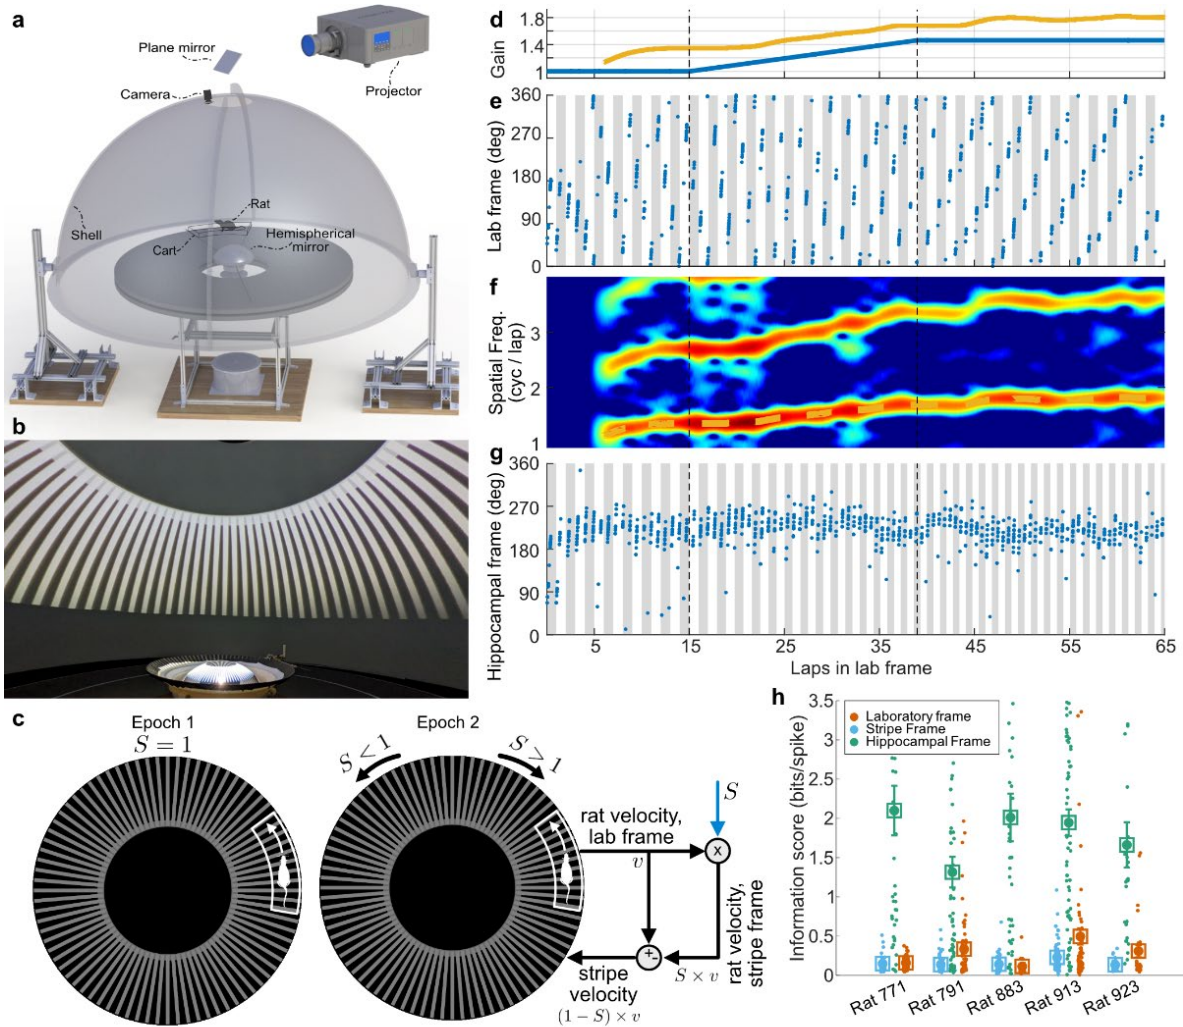 a
Plane mirror
Camera
Projector
Rat
Shell
Cart
Hemispherical
mirror
b
c
Epoch 1
S = 1
Epoch 2
S < 1
S > 1
rat velocity,
lab frame
v
S
x
rat velocity,
stripe frame
+
-
S × v
stripe
velocity
(1 − S) × v
d
Gain
1.8
1.4
1
e
Lab frame (deg)
360
270
180
90
0
f
Spatial Freq.
(cyc / lap)
3
2
1
g
Hippocampal frame (deg)
360
270
180
90
0
5 15 25 35 45 55 65
Laps in lab frame
h
Information score (bits/spike)
3.5
3
2.5
2
1.5
1
0.5
0
Laboratory frame
Stripe Frame
Hippocampal Frame
Rat 771 Rat 791 Rat 883 Rat 913 Rat 923